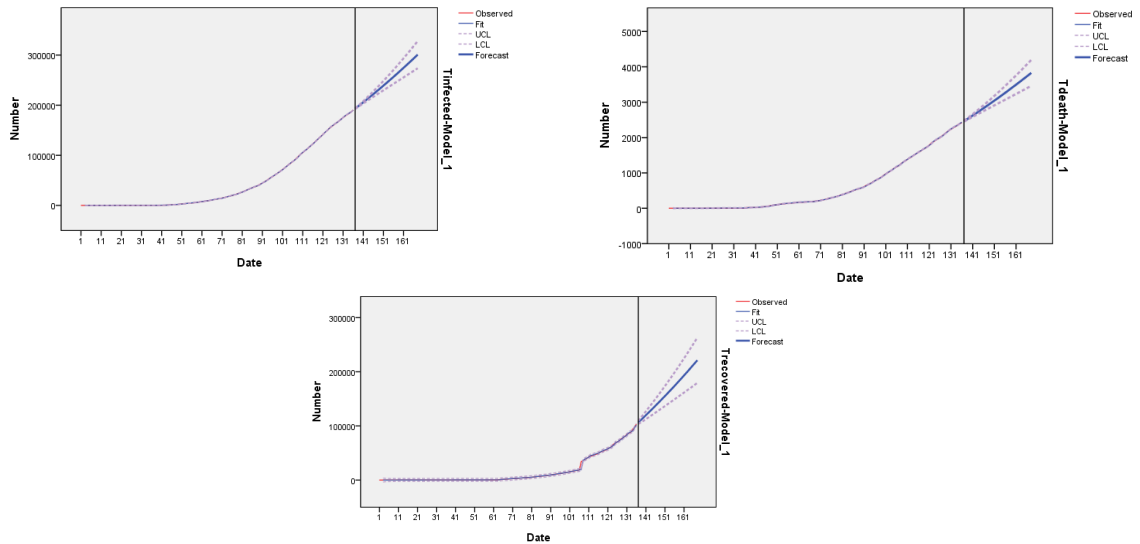 Observed
Fit
UCL
LCL
Forecast
300000
200000
100000
0
Number
1 11 21 31 41 51 61 71 81 91 101 111 121 131 141 151 161
Date
Tinfected-Model_1
Observed
Fit
UCL
LCL
Forecast
5000
4000
3000
2000
1000
0
-1000
Number
1 11 21 31 41 51 61 71 81 91 101 111 121 131 141 151 161
Date
Tdeath-Model_1
Observed
Fit
UCL
LCL
Forecast
300000
200000
100000
0
Number
1 11 21 31 41 51 61 71 81 91 101 111 121 131 141 151 161
Date
Trecovered-Model_1